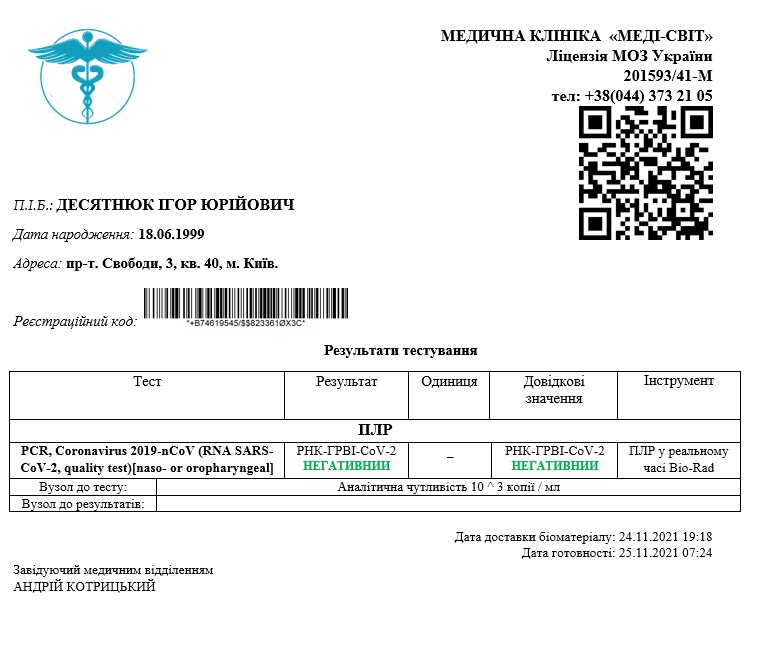 МЕДИЧНА КЛІНІКА «МЕДІ-СВІТ»
Ліцензія МОЗ України
201593/41-М
тел: +38(044) 373 21 05
П.І.Б.: ДЕСЯТНЮК ІГОР ЮРІЙОВИЧ
Дата народження: 18.06.1999
Адреса: пр-т. Свободи, 3, кв. 40, м. Київ.
Реєстраційний код:
*+B74619545/$$823361ØX3C*
Результати тестування
Тест Результат Одиниця Довідкові значення Інструмент
ПЛР
PCR, Coronavirus 2019-nCoV (RNA SARS-
CoV-2, quality test)[naso- or oropharyngeal]
РНК-ГРВІ-CoV-2
НЕГАТИВНИИ
–
РНК-ГРВІ-CoV-2
НЕГАТИВНИИ
ПЛР у реальному
часі Bio-Rad
Вузол до тесту: Аналітична чутливість 10 ^ 3 копії / мл
Вузол до результатів:
Дата доставки біоматеріалу: 24.11.2021 19:18
Дата готовності: 25.11.2021 07:24
Завідуючий медичним відділенням
АНДРІЙ КОТРИЦЬКИЙ